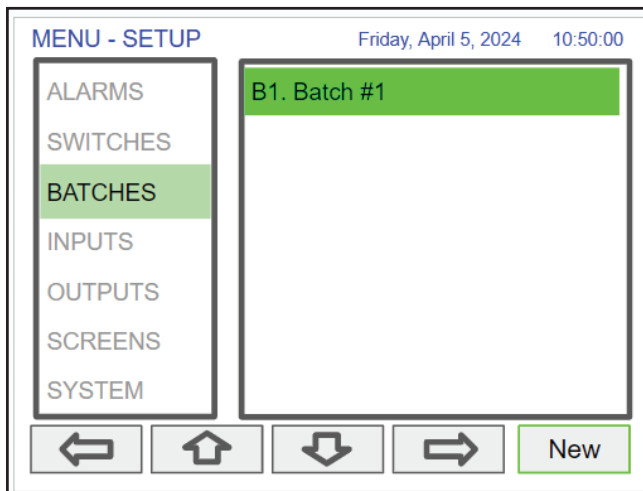 MENU - SETUP Friday, April 5, 2024 10:50:00
ALARMS
SWITCHES
BATCHES
INPUTS
OUTPUTS
SCREENS
SYSTEM
B1. Batch #1
New